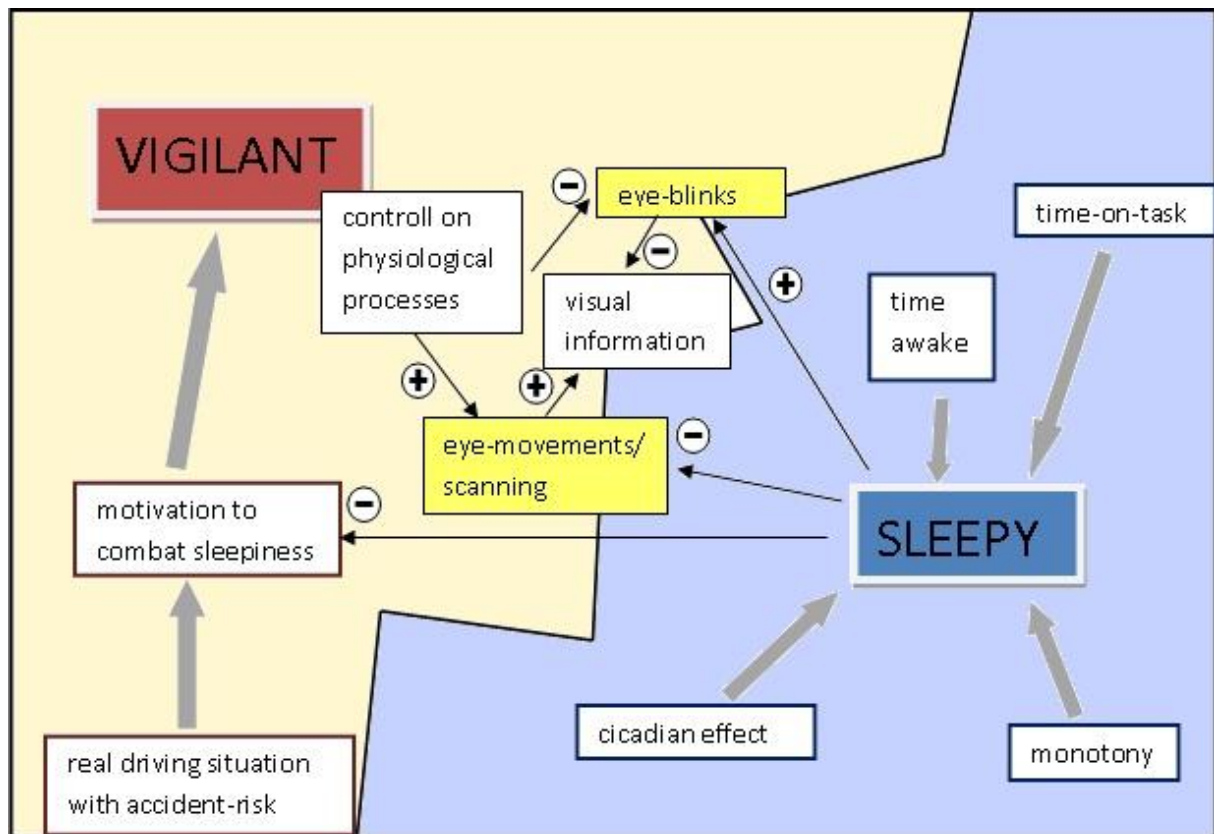 VIGILANT
controll on
physiological
processes
−
eye-blinks
−
visual
information
+
time-on-task
time
awake
+
+
eye-movements/
scanning
−
motivation to
combat sleepiness
−
SLEEPY
real driving situation
with accident-risk
cicadian effect
monotony